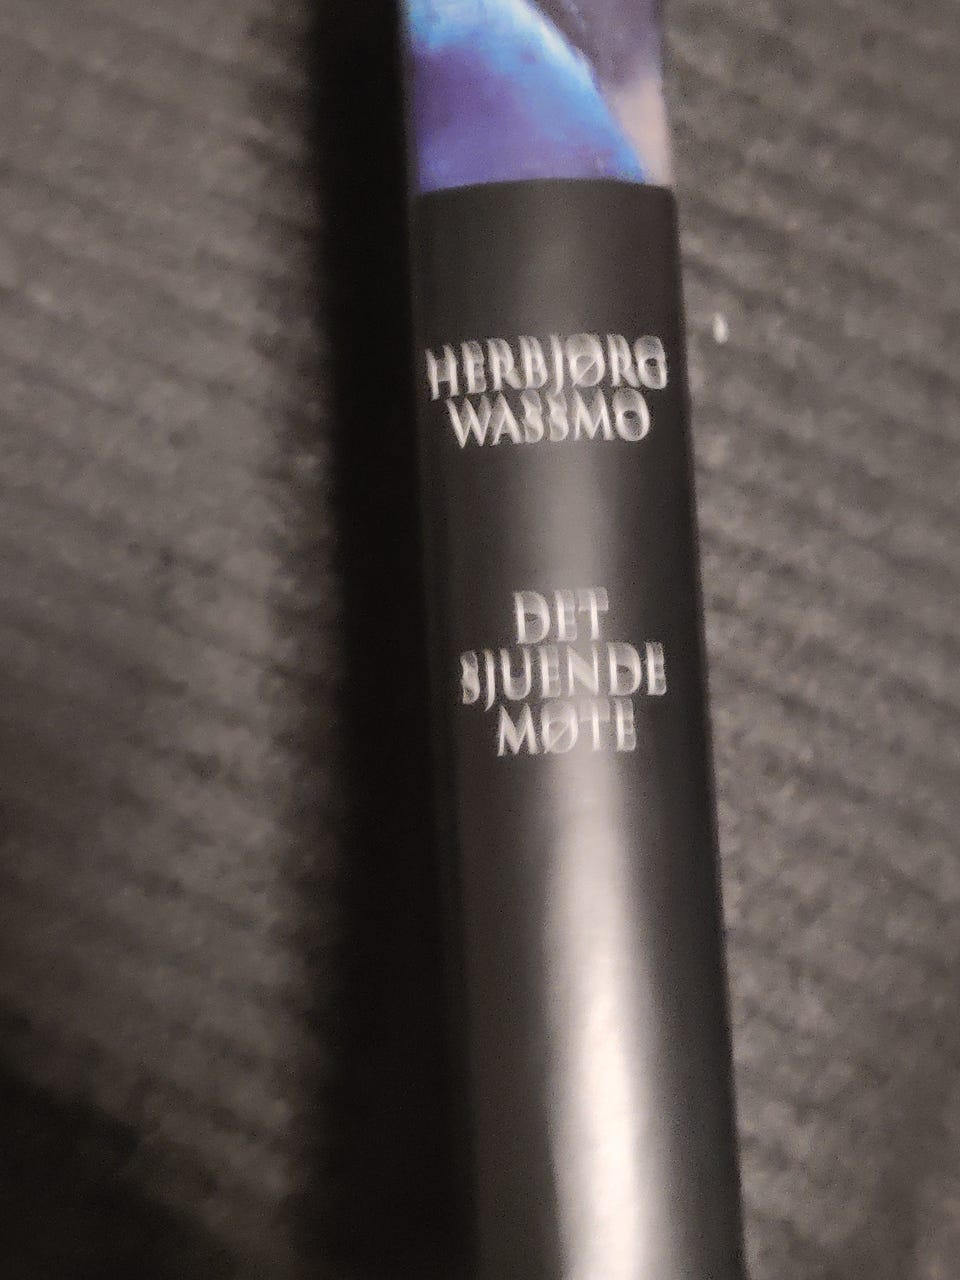 HERBJØRG
WASSMO
DET
SJUENDE
MØTE